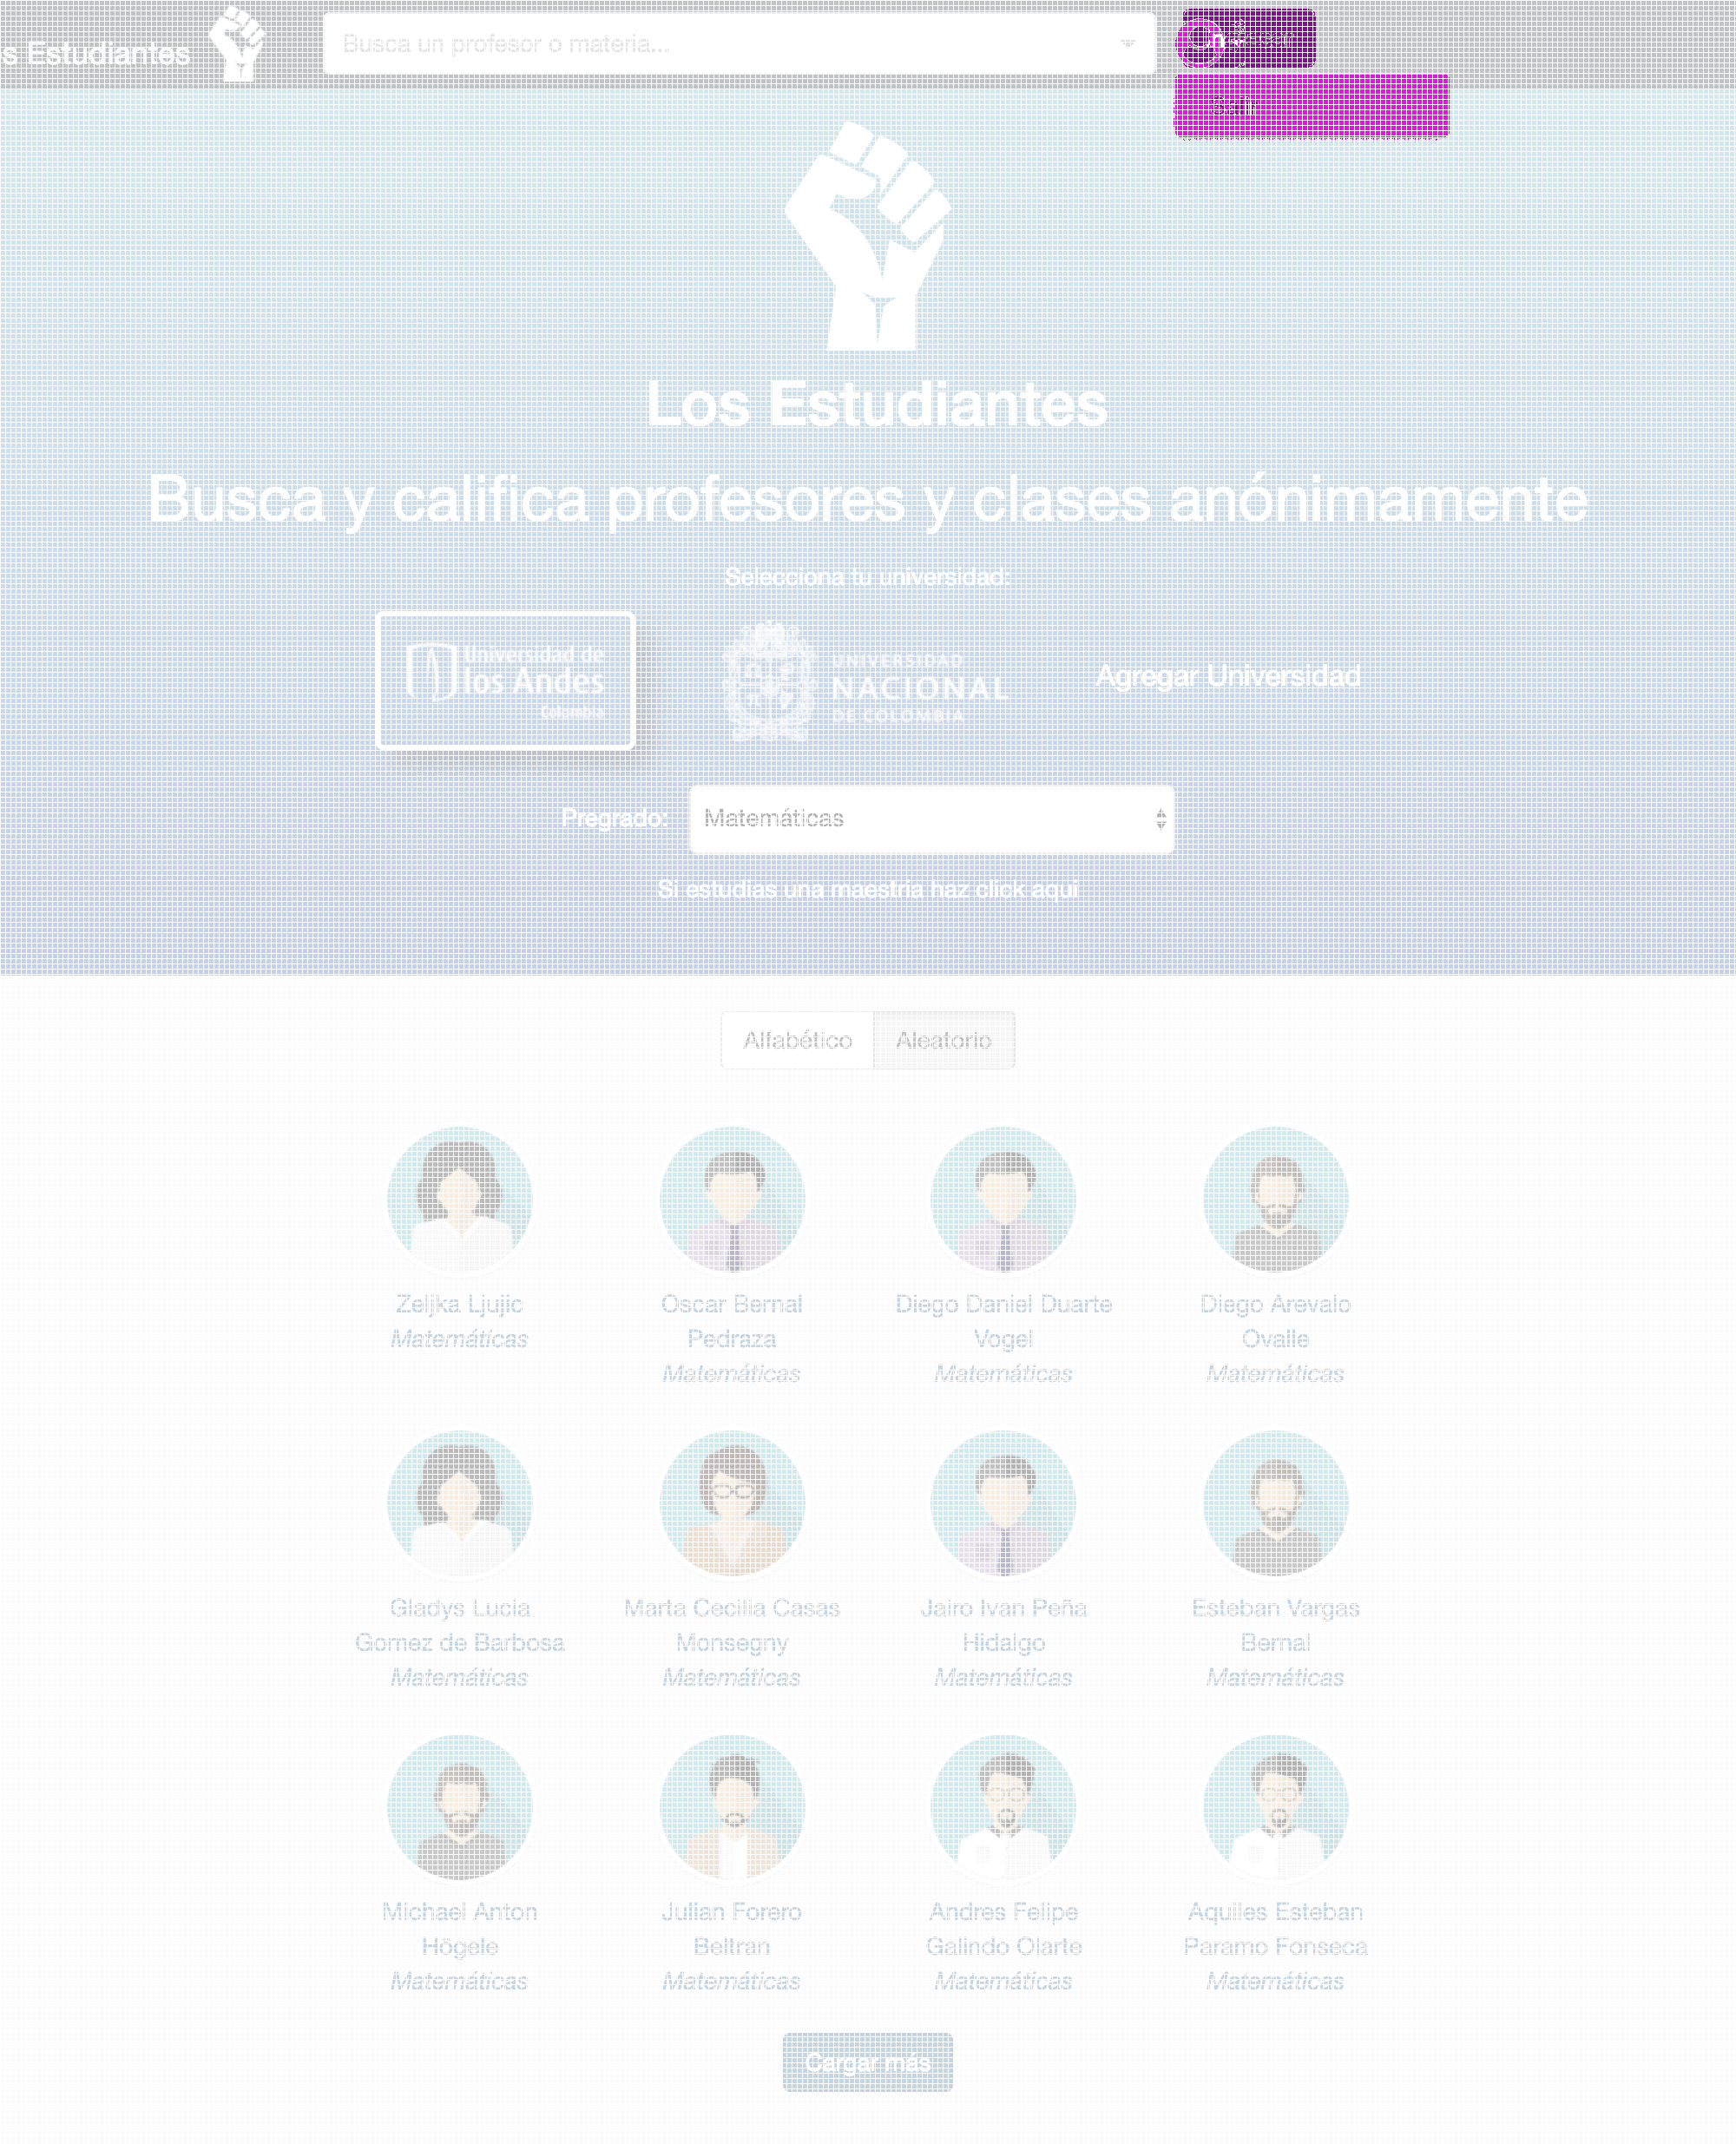 s Estudiantes
Busca un profesor o materia...
Salir
Los Estudiantes
Busca y califica profesores y clases anónimamente
Selecciona tu universidad:
Universidad de
los Andes
Colombia
UNIVERSIDAD
NACIONAL
DE COLOMBIA
Agregar Universidad
Pregrado:
Matemáticas
Si estudias una maestría haz click aquí
Alfabético
Aleatorio
Zeljka Ljujic
Matemáticas
Oscar Bernal
Pedraza
Matemáticas
Diego Daniel Duarte
Vogel
Matemáticas
Diego Arevalo
Ovalle
Matemáticas
Gladys Lucia
Gomez de Barbosa
Matemáticas
Marta Cecilia Casas
Monsegny
Matemáticas
Jairo Ivan Peña
Hidalgo
Matemáticas
Esteban Vargas
Bernal
Matemáticas
Michael Anton
Högele
Matemáticas
Julian Forero
Beltran
Matemáticas
Andres Felipe
Galindo Olarte
Matemáticas
Aquiles Esteban
Paramo Fonseca
Matemáticas
Cargar más